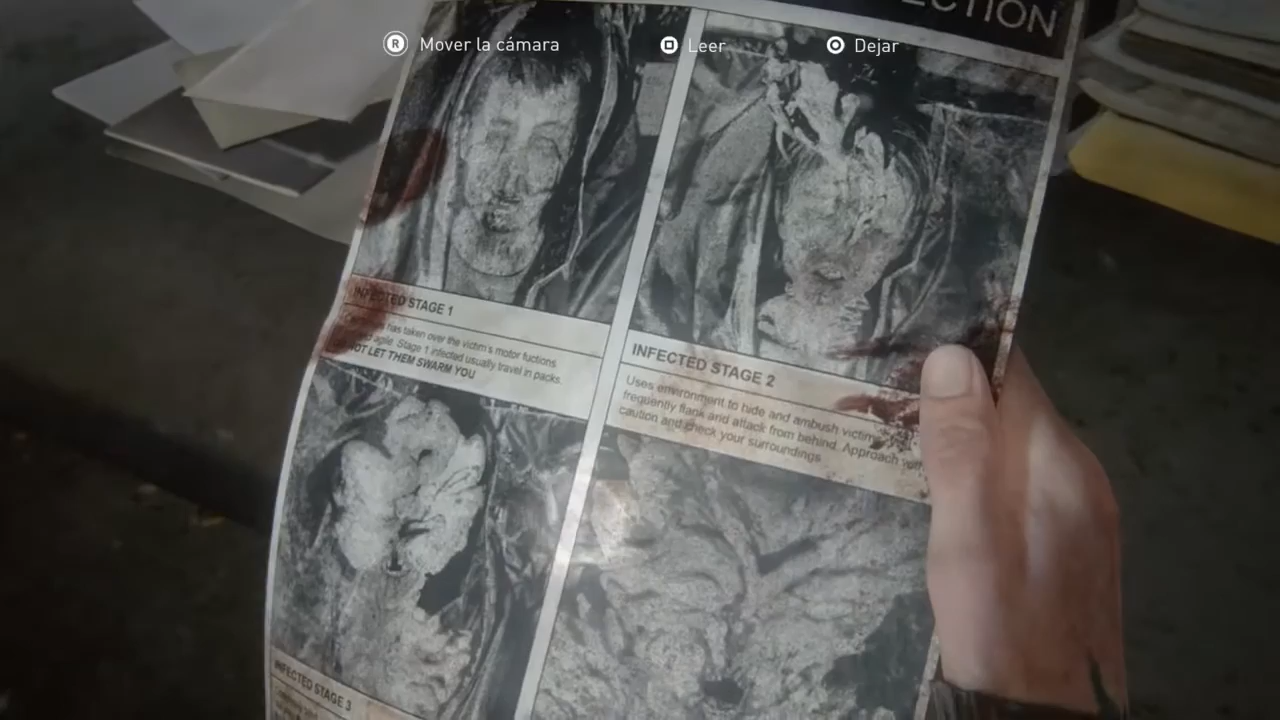 ECTION
Mover la cámara
Leer
Dejar
INFECTED STAGE 1
has taken over the victim's motor fuctions
agile. Stage 1 infected usually travel in packs.
NOT LET THEM SWARM YOU
INFECTED STAGE 2
Uses environment to hide and ambush victim
frequently flank and attack from behind. Approach with
caution and check your surroundings
INFECTED STAGE 3